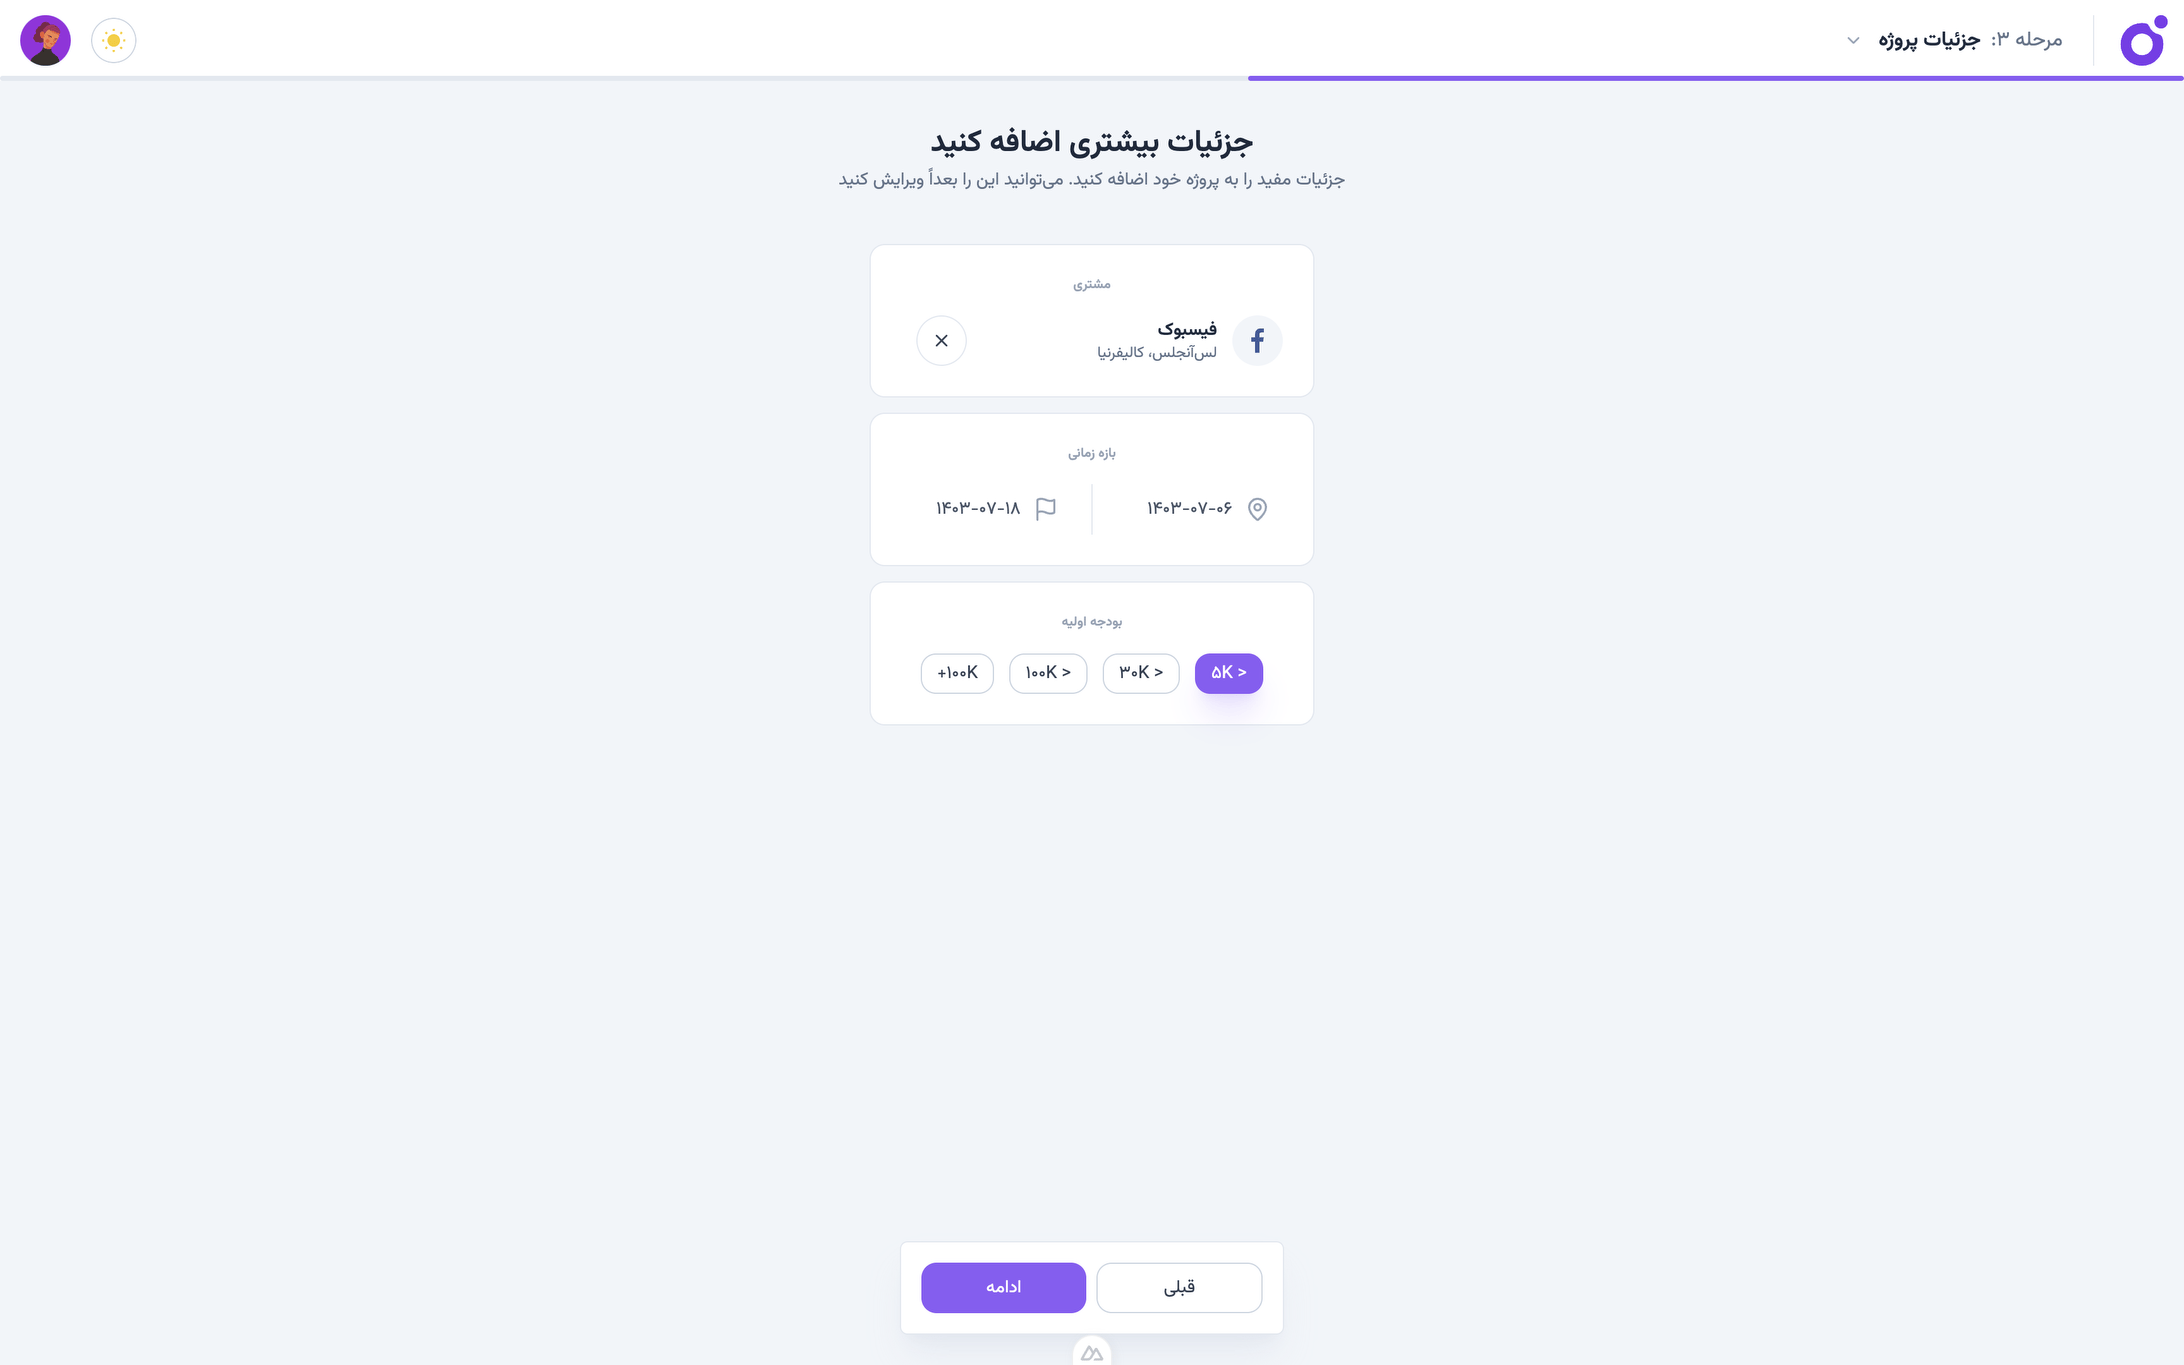 مرحله ۳: جزئیات پروژه
جزئیات بیشتری اضافه کنید
جزئیات مفید را به پروژه خود اضافه کنید. می‌توانید این را بعداً ویرایش کنید
مشتری
فیسبوک
لس‌آنجلس، کالیفرنیا
بازه زمانی
۱۴۰۳-۰۷-۰۶
۱۴۰۳-۰۷-۱۸
بودجه اولیه
< ۵K
< ۳۰K
< ۱۰۰K
۱۰۰K+
قبلی
ادامه